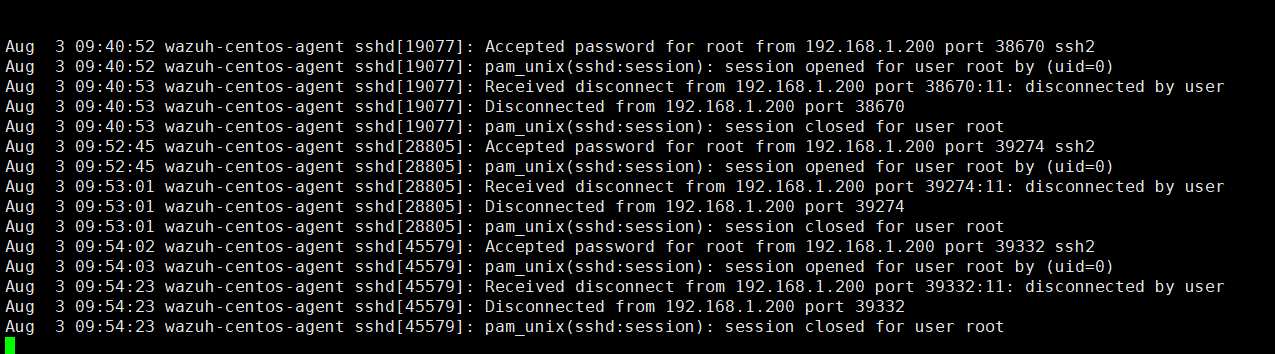 Aug  3 09:40:52 wazuh-centos-agent sshd[19077]: Accepted password for root from 192.168.1.200 port 38670 ssh2
Aug  3 09:40:52 wazuh-centos-agent sshd[19077]: pam_unix(sshd:session): session opened for user root by (uid=0)
Aug  3 09:40:53 wazuh-centos-agent sshd[19077]: Received disconnect from 192.168.1.200 port 38670:11: disconnected by user
Aug  3 09:40:53 wazuh-centos-agent sshd[19077]: Disconnected from 192.168.1.200 port 38670
Aug  3 09:40:53 wazuh-centos-agent sshd[19077]: pam_unix(sshd:session): session closed for user root
Aug  3 09:52:45 wazuh-centos-agent sshd[28805]: Accepted password for root from 192.168.1.200 port 39274 ssh2
Aug  3 09:52:45 wazuh-centos-agent sshd[28805]: pam_unix(sshd:session): session opened for user root by (uid=0)
Aug  3 09:53:01 wazuh-centos-agent sshd[28805]: Received disconnect from 192.168.1.200 port 39274:11: disconnected by user
Aug  3 09:53:01 wazuh-centos-agent sshd[28805]: Disconnected from 192.168.1.200 port 39274
Aug  3 09:53:01 wazuh-centos-agent sshd[28805]: pam_unix(sshd:session): session closed for user root
Aug  3 09:54:02 wazuh-centos-agent sshd[45579]: Accepted password for root from 192.168.1.200 port 39332 ssh2
Aug  3 09:54:03 wazuh-centos-agent sshd[45579]: pam_unix(sshd:session): session opened for user root by (uid=0)
Aug  3 09:54:23 wazuh-centos-agent sshd[45579]: Received disconnect from 192.168.1.200 port 39332:11: disconnected by user
Aug  3 09:54:23 wazuh-centos-agent sshd[45579]: Disconnected from 192.168.1.200 port 39332
Aug  3 09:54:23 wazuh-centos-agent sshd[45579]: pam_unix(sshd:session): session closed for user root